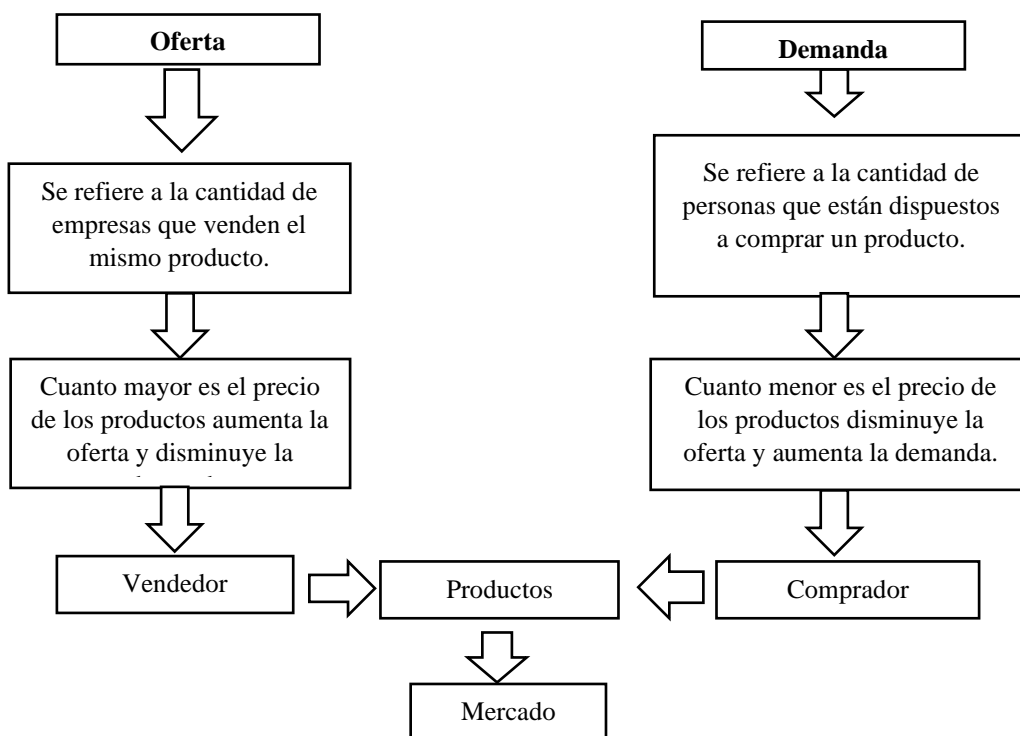 Oferta
Se refiere a la cantidad de
empresas que venden el
mismo producto.
Cuanto mayor es el precio
de los productos aumenta la
oferta y disminuye la
Vendedor
Demanda
Se refiere a la cantidad de
personas que están dispuestos
a comprar un producto.
Cuanto menor es el precio de
los productos disminuye la
oferta y aumenta la demanda.
Comprador
Productos
Mercado